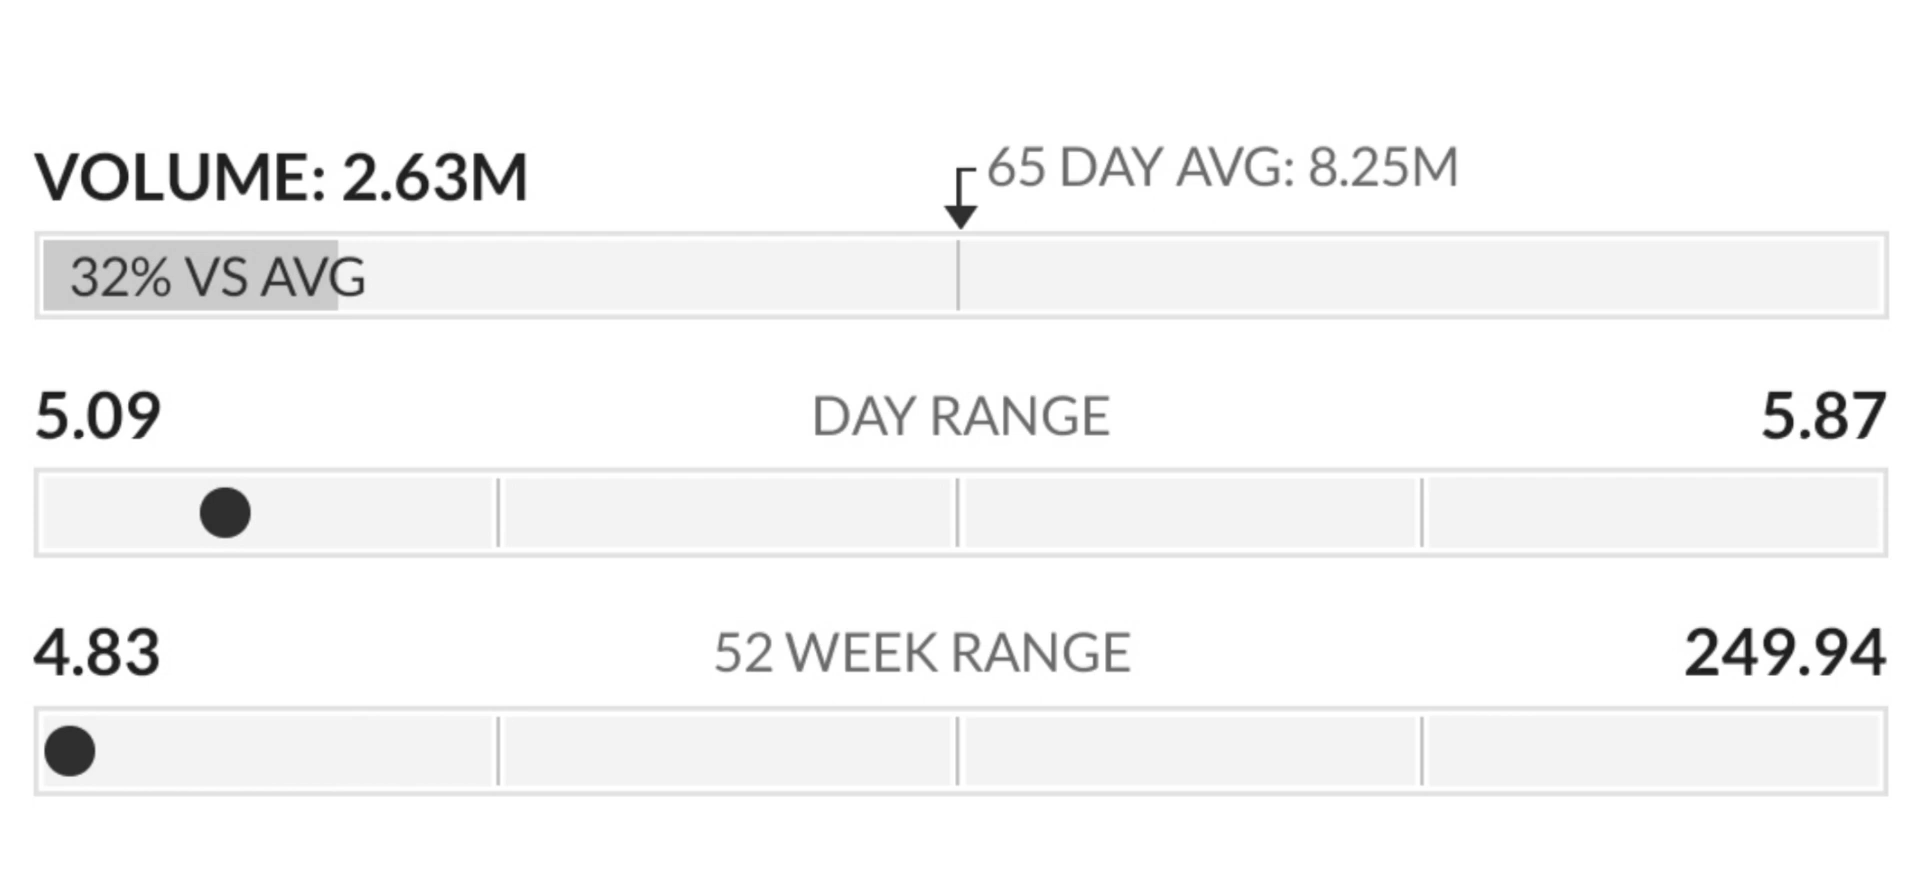 VOLUME: 2.63M
65 DAY AVG: 8.25M
32% VS AVG
5.09 DAY RANGE 5.87
4.83 52 WEEK RANGE 249.94